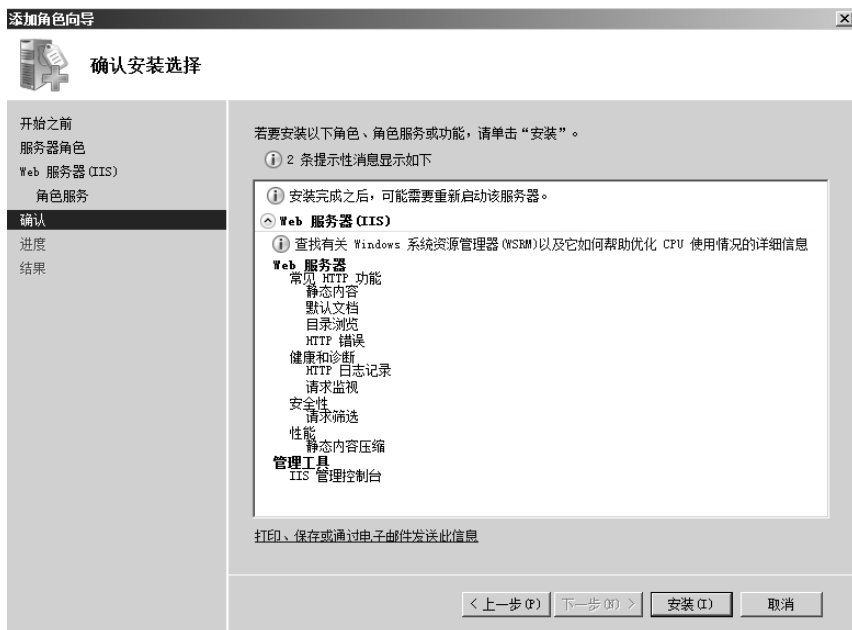 添加角色向导
确认安装选择
开始之前
服务器角色
Web 服务器(IIS)
角色服务
确认
进度
结果
若要安装以下角色、角色服务或功能，请单击“安装”。
2 条提示性消息显示如下
安装完成之后，可能需要重新启动该服务器。
Web 服务器(IIS)
查找有关 Windows 系统资源管理器(WSRM)以及它如何帮助优化 CPU 使用情况的详细信息
Web 服务器
常见 HTTP 功能
静态内容
默认文档
目录浏览
HTTP 错误
健康和诊断
HTTP 日志记录
请求监视
安全性
请求筛选
性能
静态内容压缩
管理工具
IIS 管理控制台
打印、保存或通过电子邮件发送此信息
< 上一步(P) 下一步(N) > 安装(I) 取消